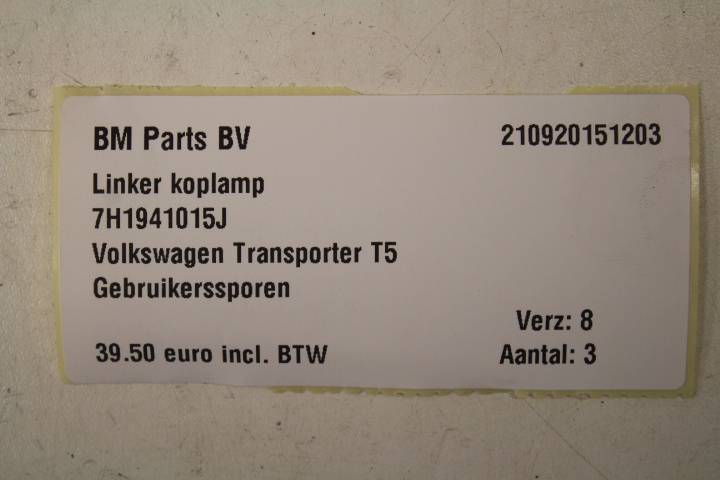 BM Parts BV 210920151203
Linker koplamp
7H1941015J
Volkswagen Transporter T5
Gebruikerssporen
Verz: 8
39.50 euro incl. BTW Aantal: 3